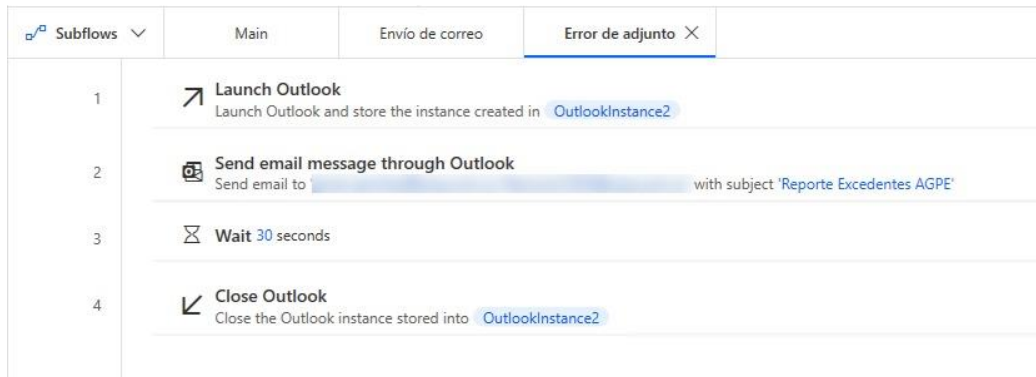 Subflows Main Envío de correo Error de adjunto
1 Launch Outlook
Launch Outlook and store the instance created in OutlookInstance2
2 Send email message through Outlook
Send email to ' with subject 'Reporte Excedentes AGPE'
3 Wait 30 seconds
4 Close Outlook
Close the Outlook instance stored into OutlookInstance2